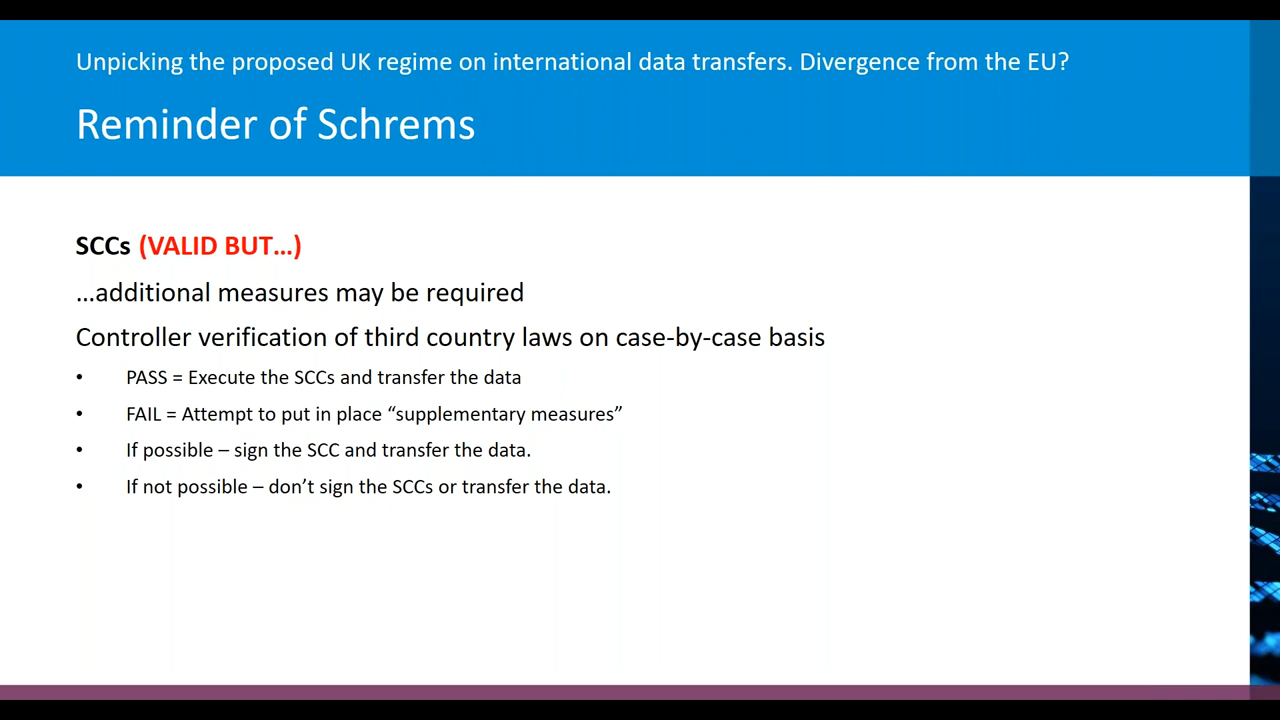 Unpicking the proposed UK regime on international data transfers. Divergence from the EU?
Reminder of Schrems
SCCs (VALID BUT...)
...additional measures may be required
Controller verification of third country laws on case-by-case basis
• PASS = Execute the SCCs and transfer the data
• FAIL = Attempt to put in place “supplementary measures”
• If possible – sign the SCC and transfer the data.
• If not possible – don’t sign the SCCs or transfer the data.